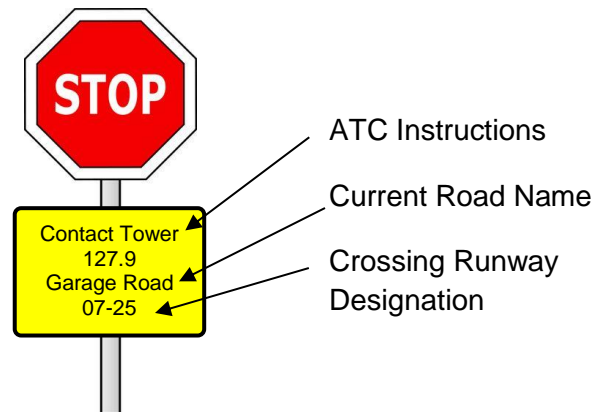 STOP
Contact Tower
127.9
Garage Road
07-25
ATC Instructions
Current Road Name
Crossing Runway
Designation